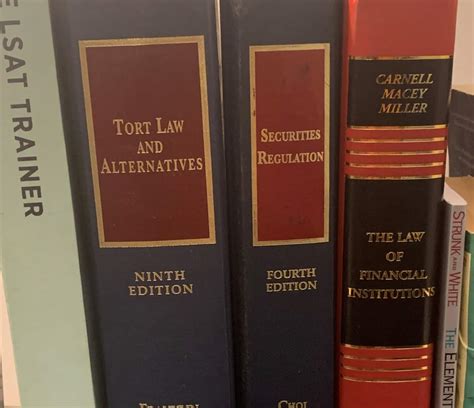 LSAT TRAINER
TORT LAW
AND
ALTERNATIVES
NINTH
EDITION
SECURITIES
REGULATION
FOURTH
EDITION
CHOI
CARNELL
MACEY
MILLER
THE LAW
OF
FINANCIAL
INSTITUTIONS
STRUNK AND WHITE
THE ELEMENT